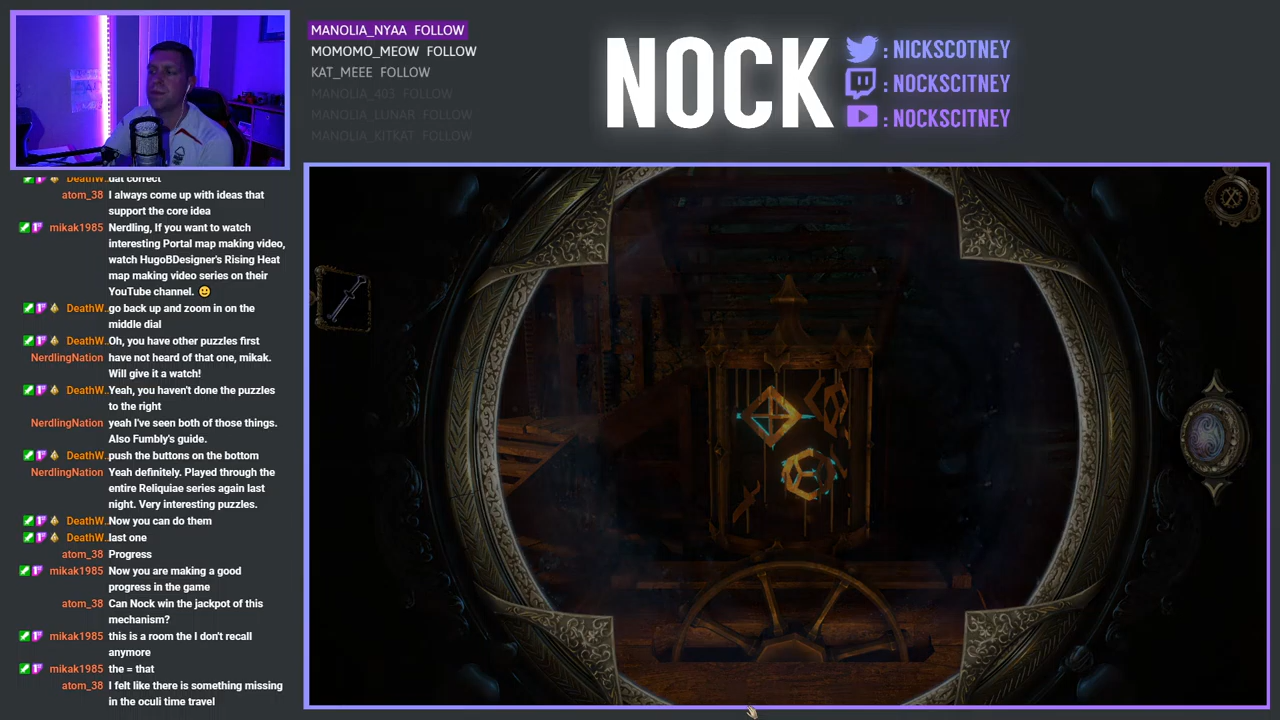 MANOLIA_NYAA FOLLOW
MOMOMO_MEOW FOLLOW
KAT_MEEE FOLLOW
MANOLIA_403 FOLLOW
MANOLIA_LUNAR FOLLOW
MANOLIA_KITKAT FOLLOW
NOCK
: NICKSCOTNEY
: NOCKSCITNEY
: NOCKSCITNEY
DeathW.. dat correct
atom_38 I always come up with ideas that
support the core idea
mikak1985 Nerdling, If you want to watch
interesting Portal map making video,
watch HugoBDesigner's Rising Heat
map making video series on their
YouTube channel. 🙂
DeathW.. go back up and zoom in on the
middle dial
DeathW.. Oh, you have other puzzles first
NerdlingNation have not heard of that one, mikak.
Will give it a watch!
DeathW.. Yeah, you haven't done the puzzles
to the right
NerdlingNation yeah I've seen both of those things.
Also Fumbly's guide.
DeathW.. push the buttons on the bottom
NerdlingNation Yeah definitely. Played through the
entire Reliquiae series again last
night. Very interesting puzzles.
DeathW.. Now you can do them
DeathW.. last one
atom_38 Progress
mikak1985 Now you are making a good
progress in the game
atom_38 Can Nock win the jackpot of this
mechanism?
mikak1985 this is a room the I don't recall
anymore
mikak1985 the = that
atom_38 I felt like there is something missing
in the oculi time travel